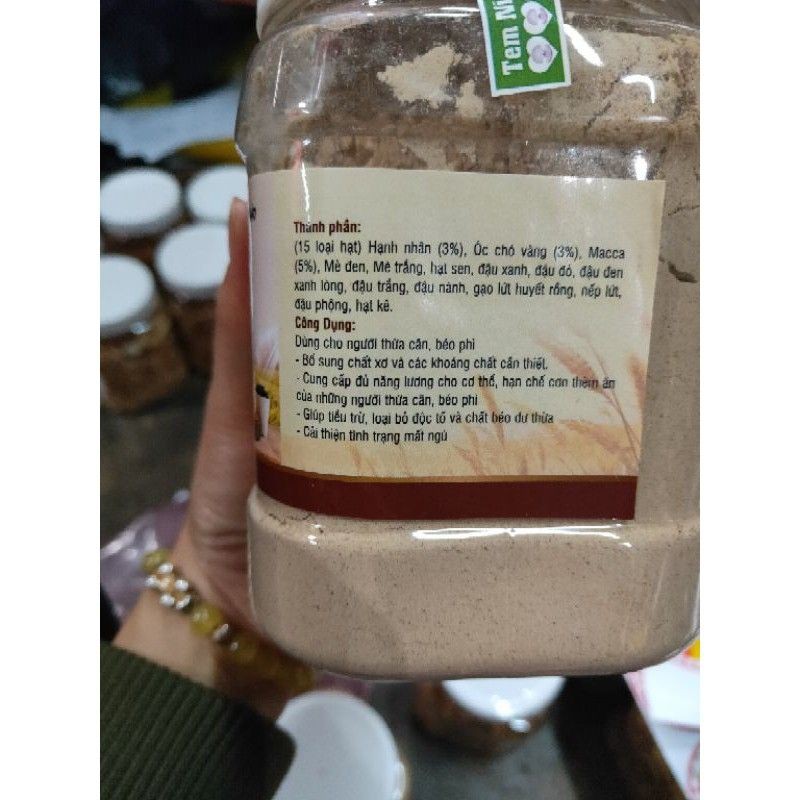 Tem Ni
Thành phần:
(15 loại hạt) Hạnh nhân (3%), Óc chó vàng (3%), Macca
(5%), Mè đen, Mè trắng, hạt sen, đậu xanh, đậu đỏ, đậu đen
xanh lòng, đậu trắng, đậu nành, gạo lứt huyết rồng, nếp lứt,
đậu phộng, hạt kê.
Công Dụng:
Dùng cho người thừa cân, béo phì
- Bổ sung chất xơ và các khoáng chất cần thiết.
- Cung cấp đủ năng lượng cho cơ thể, hạn chế cơn thèm ăn
của những người thừa cân, béo phì
- Giúp tiểu trừ, loại bỏ độc tố và chất béo dư thừa
- Cải thiện tình trạng mất ngủ